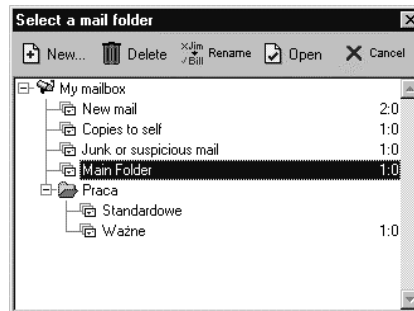 Select a mail folder
New... Delete Jim Bill Rename Open Cancel
My mailbox
New mail 2:0
Copies to self 1:0
Junk or suspicious mail 1:0
Main Folder 1:0
Praca
Standardowe
Ważne 1:0